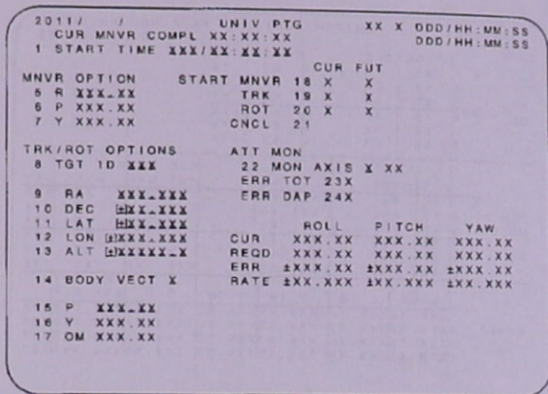 2011/ / UNIV PTG XX X DDD/HH:MM:SS
CUR MNVR COMPL XX:XX:XX DDD/HH:MM:SS
1 START TIME XXX/XX:XX:XX
CUR FUT
MNVR OPTION START MNVR 18 X X
5 R XXX.XX TRK 19 X X
6 P XXX.XX ROT 20 X X
7 Y XXX.XX CNCL 21
TRK/ROT OPTIONS ATT MON
8 TGT ID XXX 22 MON AXIS X XX
ERR TOT 23X
9 RA XXX.XXX ERR DAP 24X
10 DEC [±]XX.XXX
11 LAT [±]XX.XXX ROLL PITCH YAW
12 LON [±]XXX.XXX CUR XXX.XX XXX.XX XXX.XX
13 ALT [±]XXXXX.X REQD XXX.XX XXX.XX XXX.XX
ERR ±XXX.XX ±XXX.XX ±XXX.XX
14 BODY VECT X RATE ±XX.XXX ±XX.XXX ±XX.XXX
15 P XXX.XX
16 Y XXX.XX
17 OM XXX.XX